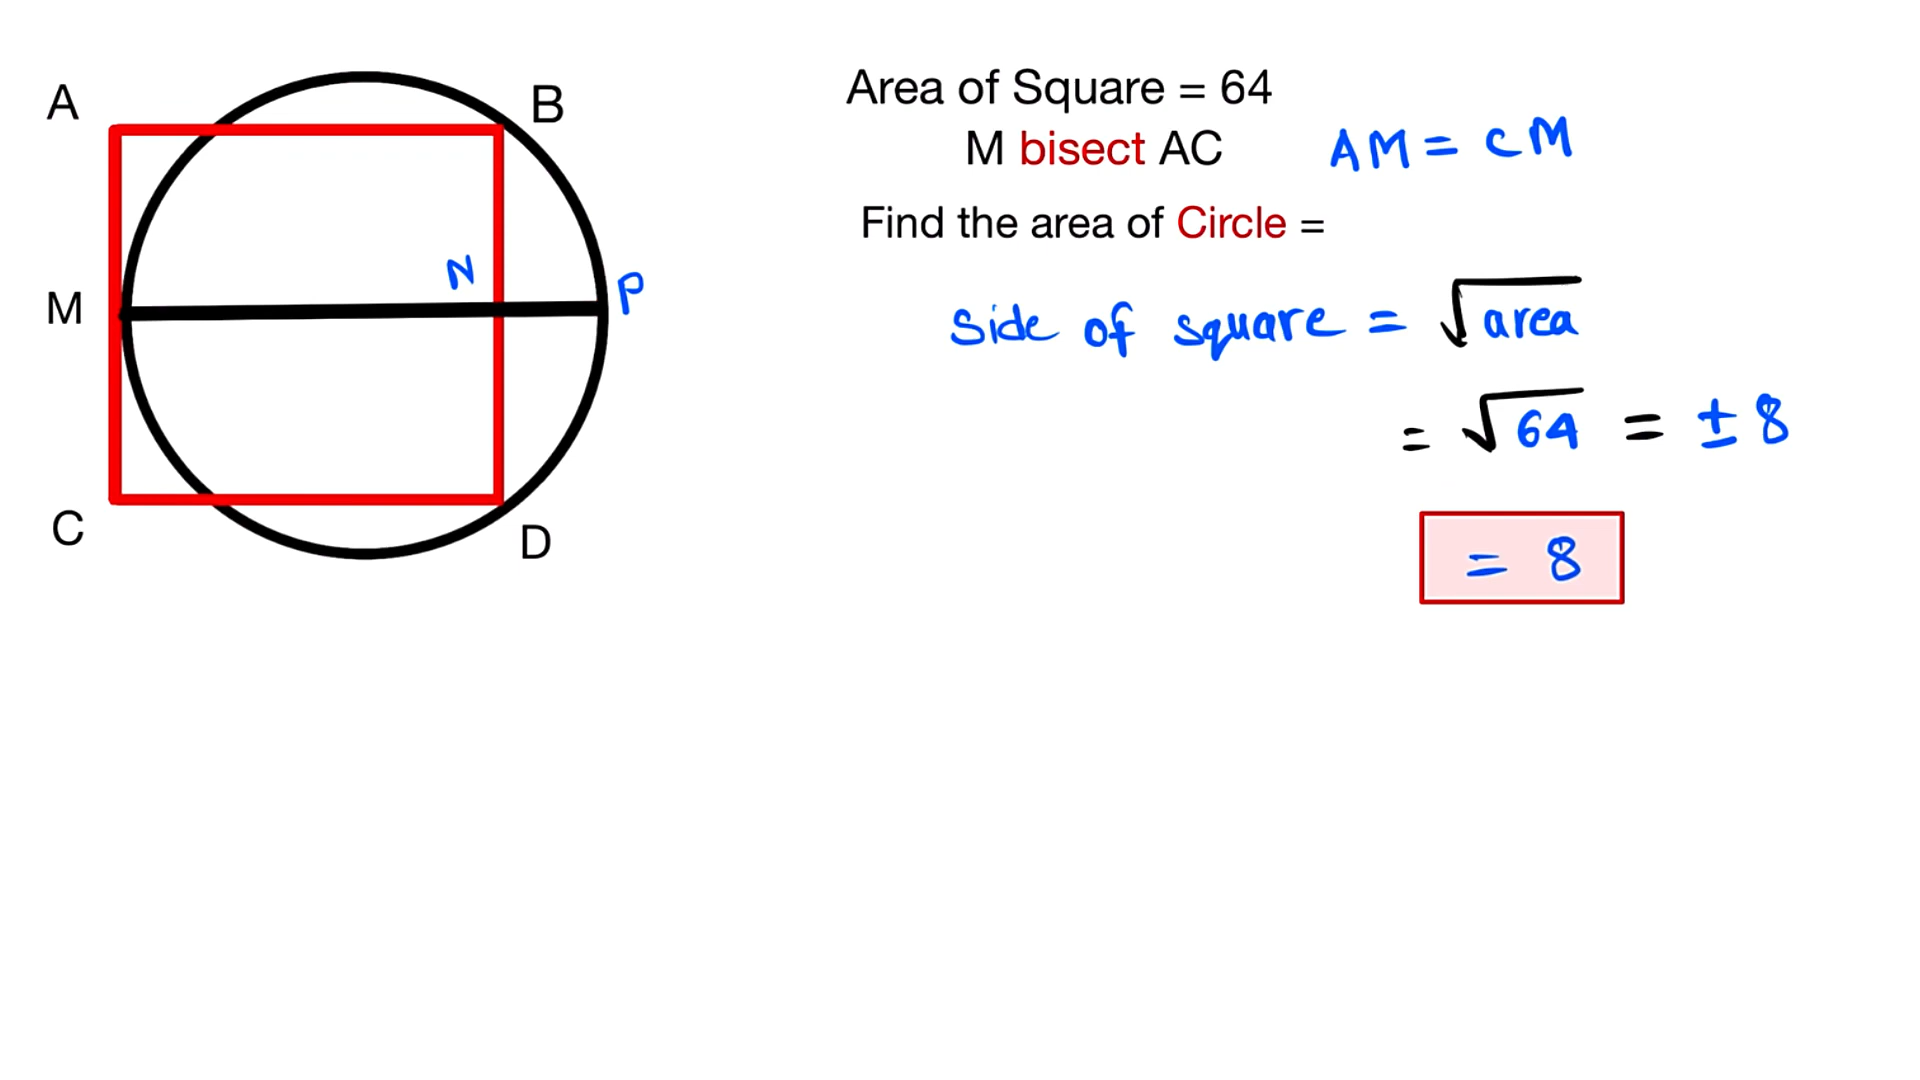 A
B
M
N
P
C
D
Area of Square = 64
M bisect AC
AM = CM
Find the area of Circle =
Side of square = √area
= √64 = ± 8
= 8